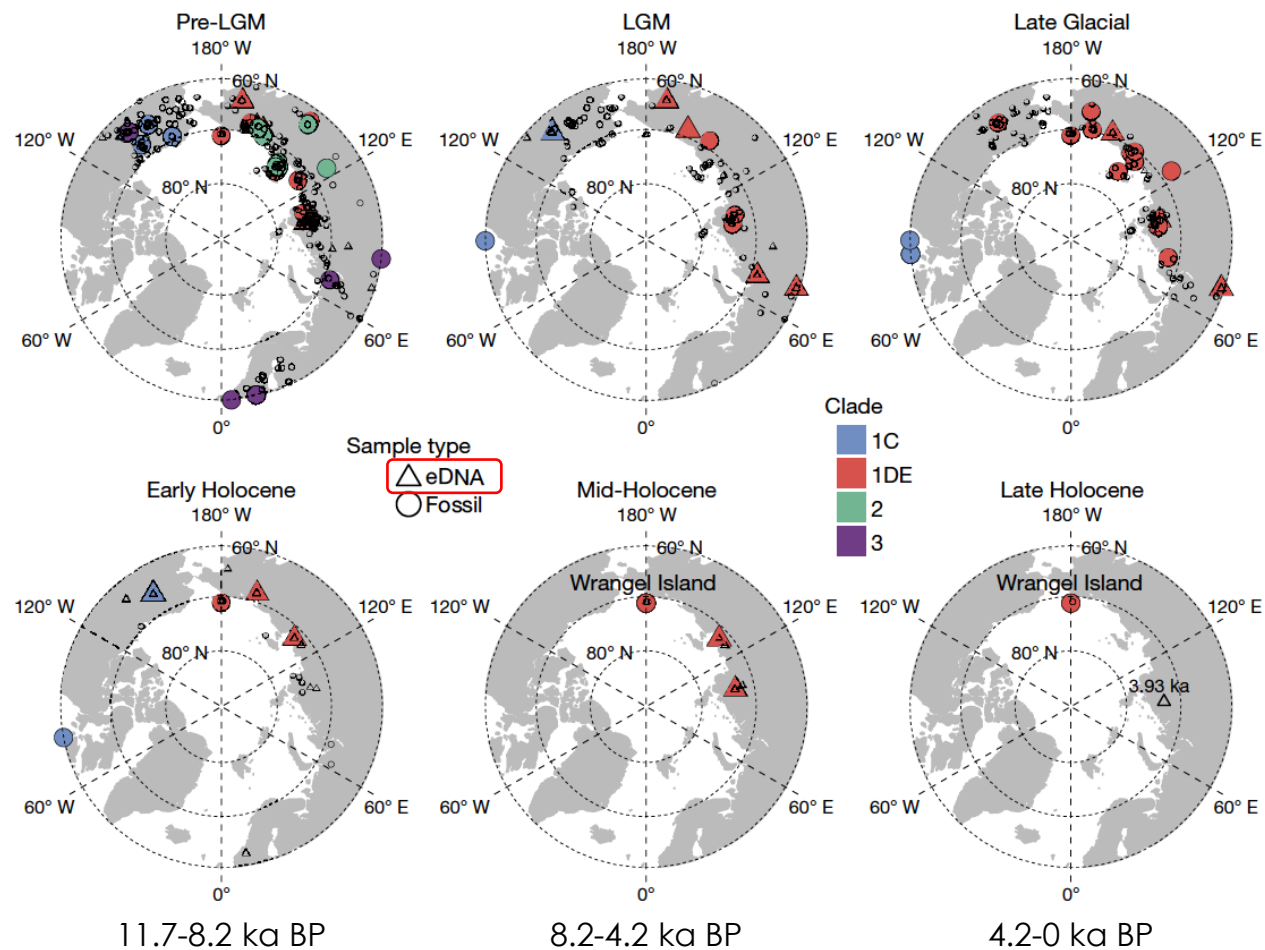 Pre-LGM
LGM
Late Glacial
180° W
180° W
180° W
60° N
60° N
60° N
120° W
120° E
120° W
120° E
120° W
120° E
80° N
80° N
80° N
60° W
60° E
60° W
60° E
60° W
60° E
0°
0°
0°
Sample type
eDNA
Fossil
Clade
1C
1DE
2
3
Early Holocene
Mid-Holocene
Late Holocene
180° W
180° W
180° W
60° N
60° N
60° N
Wrangel Island
Wrangel Island
120° W
120° E
120° W
120° E
120° W
120° E
80° N
80° N
80° N
3.93 ka
60° W
60° E
60° W
60° E
60° W
60° E
0°
0°
0°
11.7-8.2 ka BP
8.2-4.2 ka BP
4.2-0 ka BP